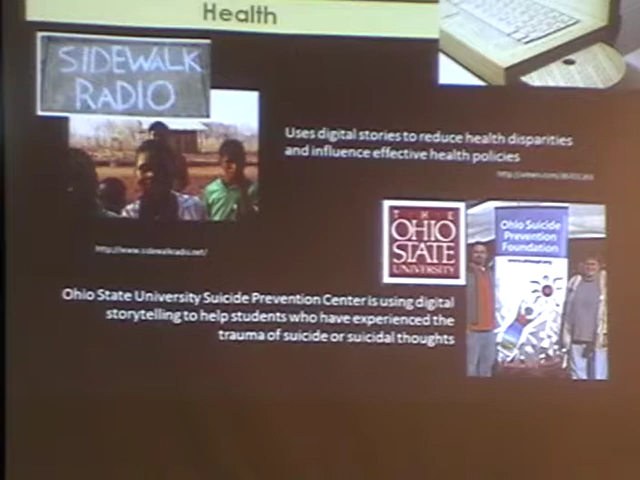 Health
SIDEWALK
RADIO
Uses digital stories to reduce health disparities
and influence effective health policies
http://www.sidewalkradio.net/
THE
OHIO
STATE
UNIVERSITY
Ohio Suicide
Prevention
Foundation
Ohio State University Suicide Prevention Center is using digital
storytelling to help students who have experienced the
trauma of suicide or suicidal thoughts